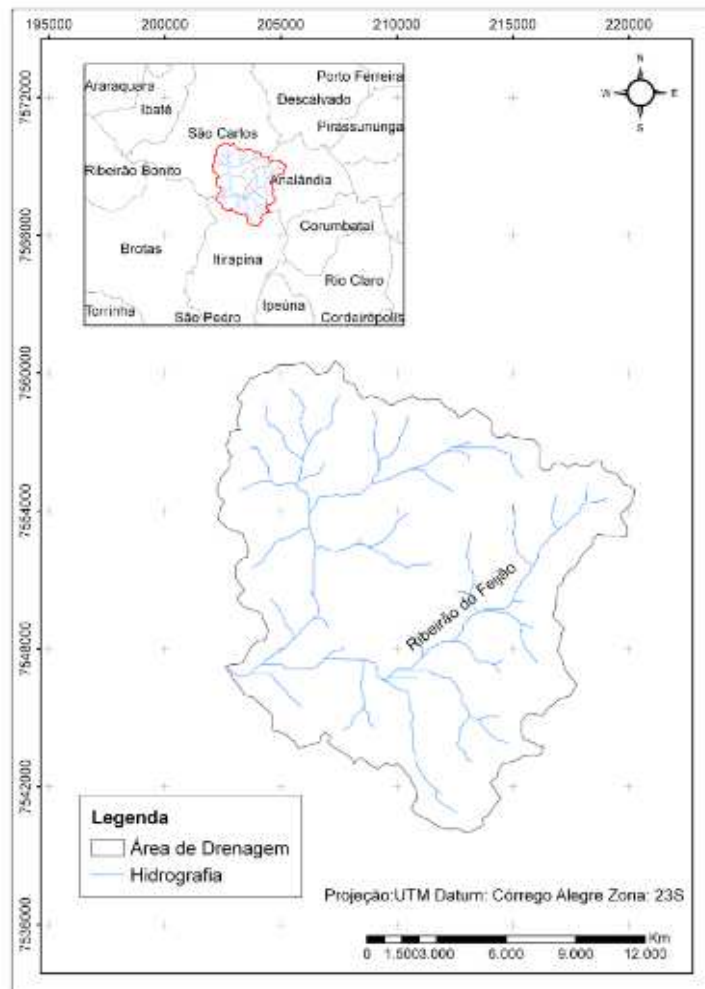 195000 200000 205000 210000 215000 220000
7572000
7566000
7560000
7554000
7548000
7542000
7536000
N
W E
S
Araraquara
Ibaté
Porto Ferreira
Descalvado
Pirassununga
São Carlos
Ribeirão Bonito
Analândia
Corumbataí
Brotas
Itirapina
Rio Claro
Ipeúna
Torrinha
São Pedro
Cordeirópolis
Ribeirão do Feijão
Legenda
Área de Drenagem
Hidrografia
Projeção:UTM Datum: Córrego Alegre Zona: 23S
Km
0 1.5003.000 6.000 9.000 12.000